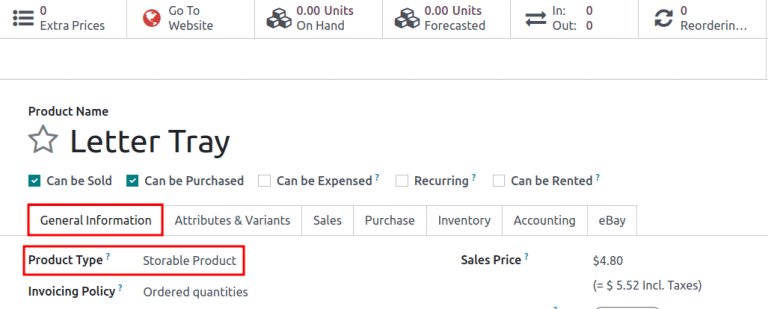 0
Extra Prices
Go To
Website
0.00 Units
On Hand
0.00 Units
Forecasted
In: 0
Out: 0
0
Reorderin...
Product Name
Letter Tray
Can be Sold Can be Purchased Can be Expensed ? Recurring ? Can be Rented ?
General Information Attributes & Variants Sales Purchase Inventory Accounting eBay
Product Type ? Storable Product Sales Price ? $4.80
(= $ 5.52 Incl. Taxes)
Invoicing Policy ? Ordered quantities
?